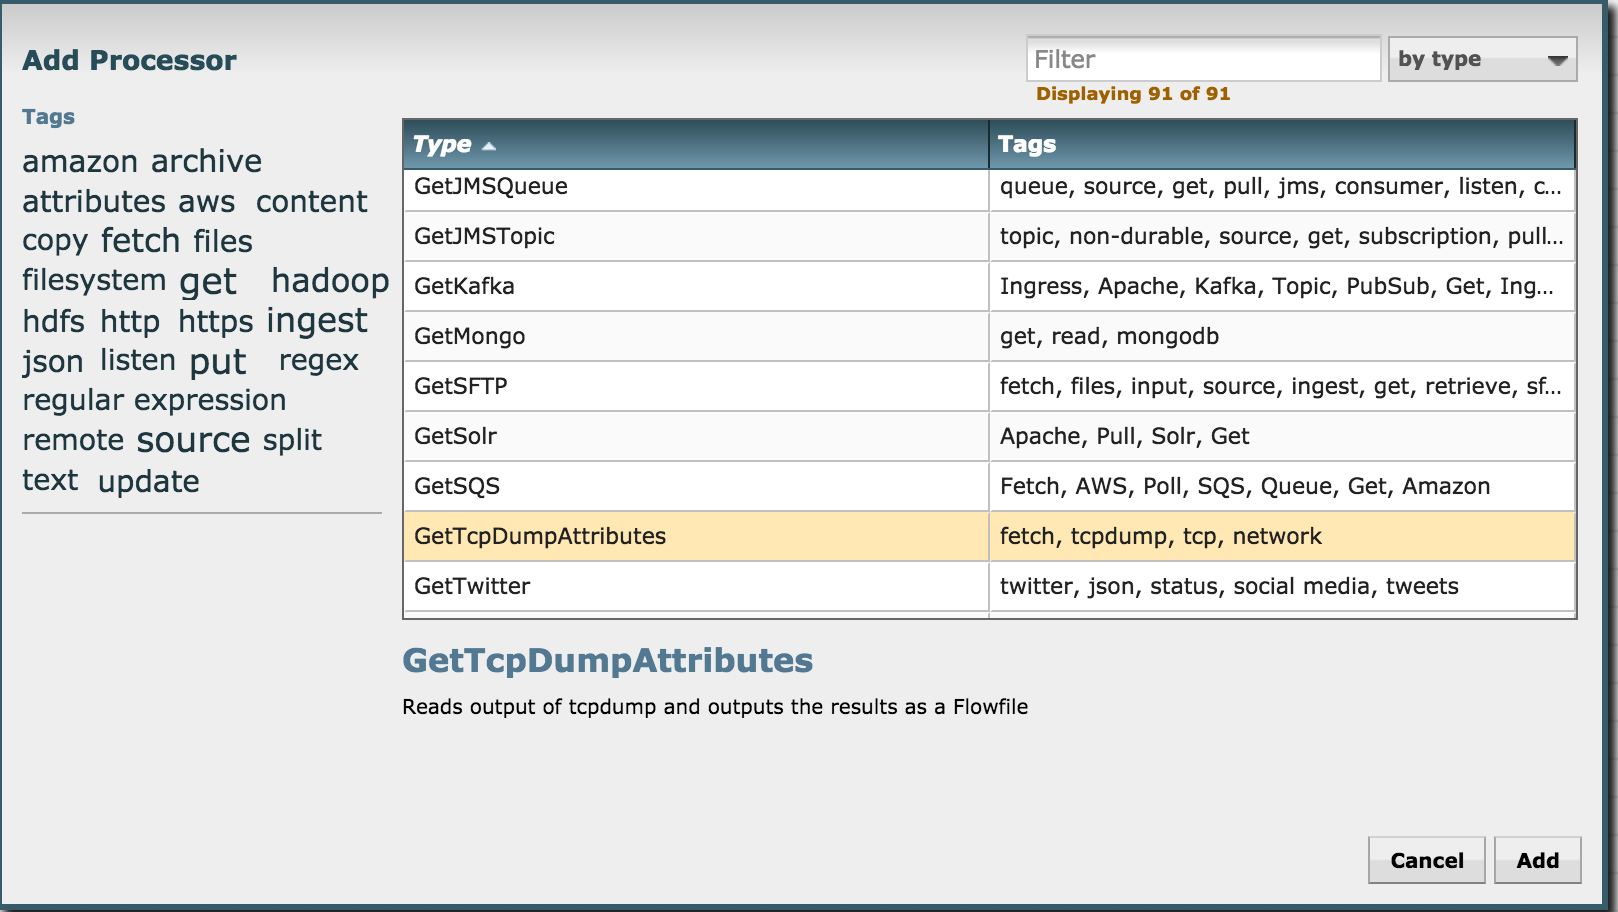 Add Processor
Filter
by type
Displaying 91 of 91
Tags
amazon archive
attributes aws content
copy fetch files
filesystem get hadoop
hdfs http https ingest
json listen put regex
regular expression
remote source split
text update
Type Tags
GetJMSQueue queue, source, get, pull, jms, consumer, listen, c...
GetJMSTopic topic, non-durable, source, get, subscription, pull...
GetKafka Ingress, Apache, Kafka, Topic, PubSub, Get, Ing...
GetMongo get, read, mongodb
GetSFTP fetch, files, input, source, ingest, get, retrieve, sf...
GetSolr Apache, Pull, Solr, Get
GetSQS Fetch, AWS, Poll, SQS, Queue, Get, Amazon
GetTcpDumpAttributes fetch, tcpdump, tcp, network
GetTwitter twitter, json, status, social media, tweets
GetTcpDumpAttributes
Reads output of tcpdump and outputs the results as a Flowfile
Cancel Add